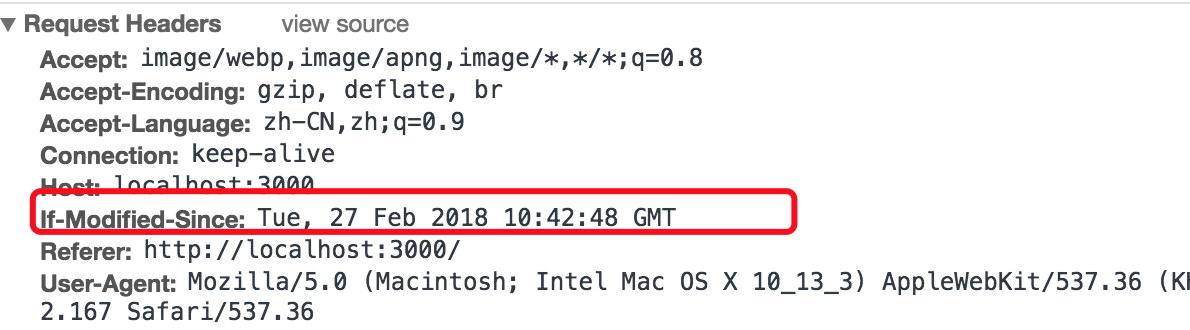 ▼ Request Headers view source
Accept: image/webp,image/apng,image/*,*/*;q=0.8
Accept-Encoding: gzip, deflate, br
Accept-Language: zh-CN,zh;q=0.9
Connection: keep-alive
Host: localhost:3000
If-Modified-Since: Tue, 27 Feb 2018 10:42:48 GMT
Referer: http://localhost:3000/
User-Agent: Mozilla/5.0 (Macintosh; Intel Mac OS X 10_13_3) AppleWebKit/537.36 (KH
2.167 Safari/537.36